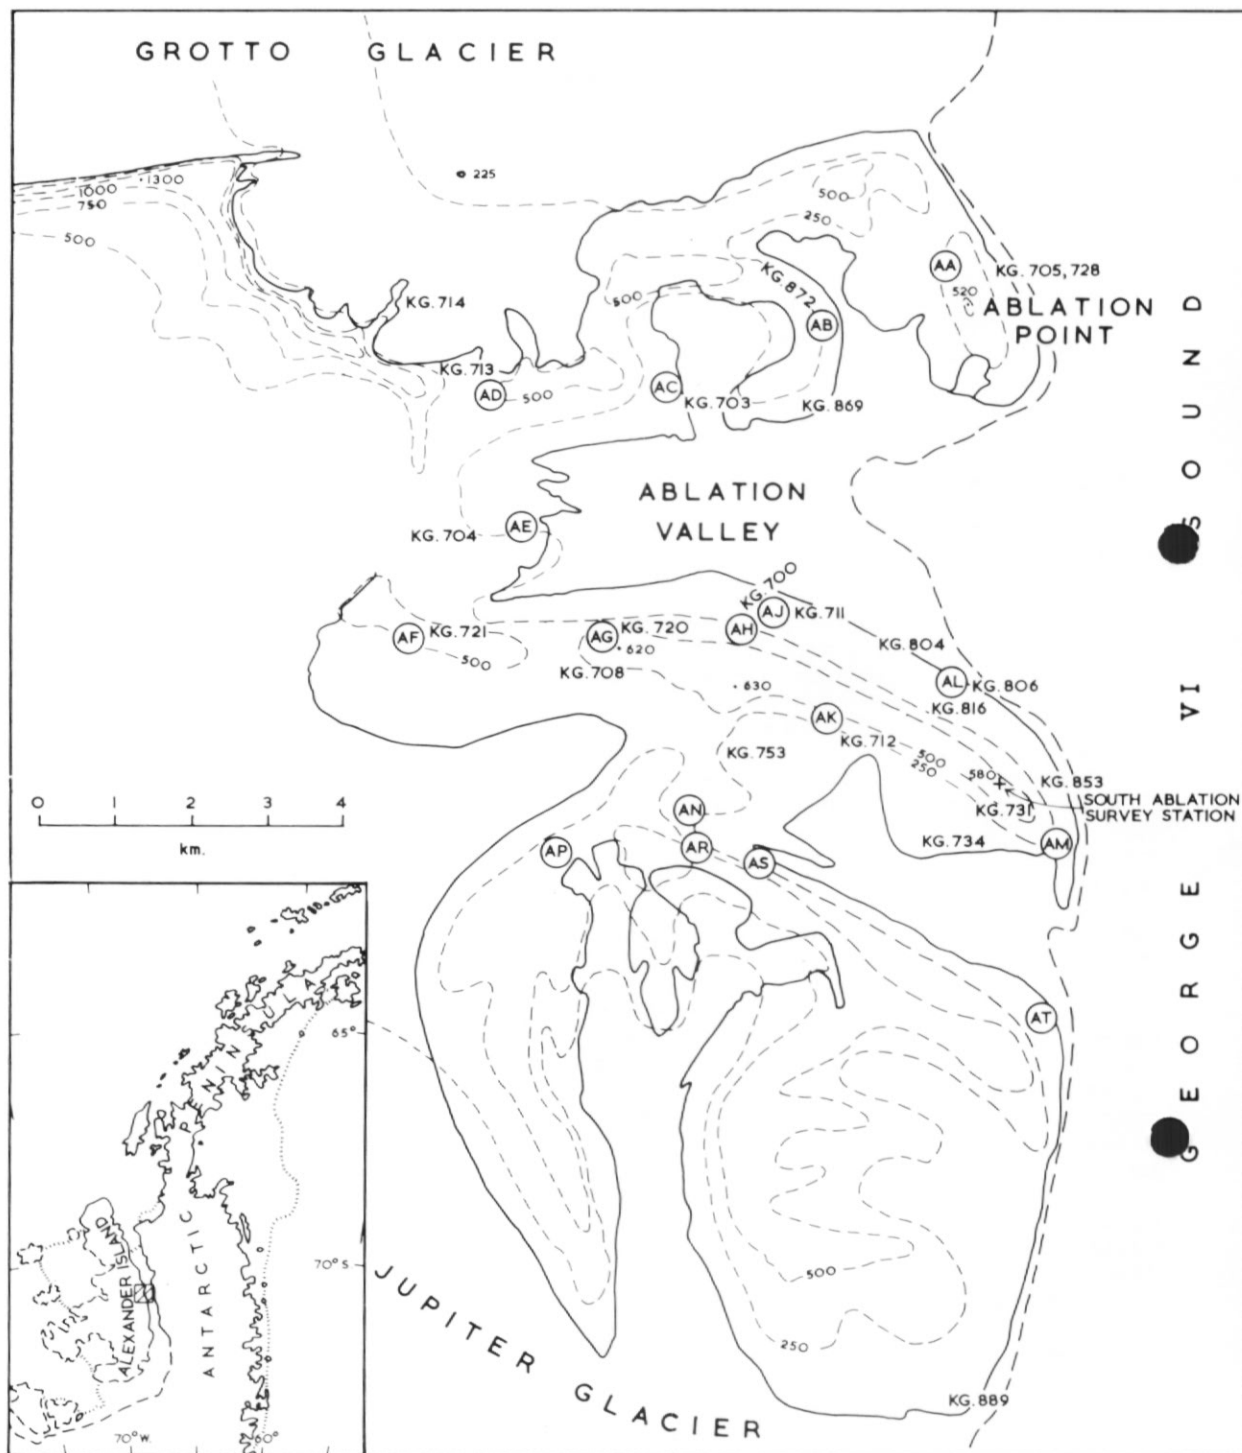 GROTTO GLACIER
225
1000
1300
750
500
500
250
AA
KG. 705, 728
520
ABLATION
POINT
KG. 872
AB
500
KG. 714
KG. 713
AD
500
AC
KG. 703
KG. 869
ABLATION
VALLEY
KG. 704
AE
KG. 700
AJ
KG. 711
AF
KG. 721
500
AG
KG. 720
620
KG. 708
AH
KG. 804
AL
KG. 806
KG. 816
630
AK
KG. 712
KG. 753
500
250
580
KG. 853
SOUTH ABLATION
SURVEY STATION
KG. 731
KG. 734
AM
AN
AP
AR
AS
AT
500
250
KG. 889
GEORGE VI SOUND
JUPITER GLACIER
0 1 2 3 4
km.
ANTARCTIC PENINSULA
ALEXANDER ISLAND
65°
70°S
70°W.
60°